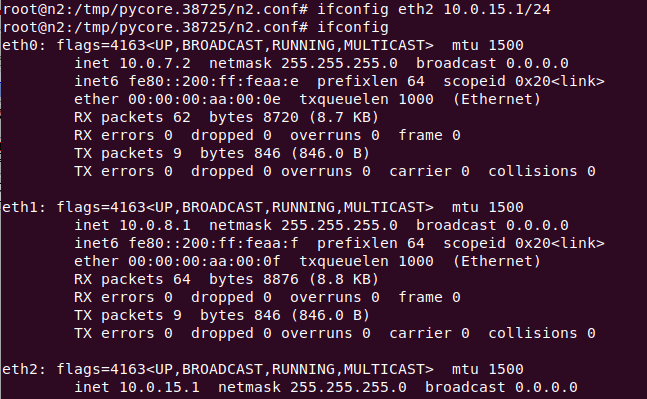 root@n2:/tmp/pycore.38725/n2.conf# ifconfig eth2 10.0.15.1/24
root@n2:/tmp/pycore.38725/n2.conf# ifconfig
eth0: flags=4163<UP,BROADCAST,RUNNING,MULTICAST>  mtu 1500
        inet 10.0.7.2  netmask 255.255.255.0  broadcast 0.0.0.0
        inet6 fe80::200:ff:feaa:e  prefixlen 64  scopeid 0x20<link>
        ether 00:00:00:aa:00:0e  txqueuelen 1000  (Ethernet)
        RX packets 62  bytes 8720 (8.7 KB)
        RX errors 0  dropped 0  overruns 0  frame 0
        TX packets 9  bytes 846 (846.0 B)
        TX errors 0  dropped 0 overruns 0  carrier 0  collisions 0
eth1: flags=4163<UP,BROADCAST,RUNNING,MULTICAST>  mtu 1500
        inet 10.0.8.1  netmask 255.255.255.0  broadcast 0.0.0.0
        inet6 fe80::200:ff:feaa:f  prefixlen 64  scopeid 0x20<link>
        ether 00:00:00:aa:00:0f  txqueuelen 1000  (Ethernet)
        RX packets 64  bytes 8876 (8.8 KB)
        RX errors 0  dropped 0  overruns 0  frame 0
        TX packets 9  bytes 846 (846.0 B)
        TX errors 0  dropped 0 overruns 0  carrier 0  collisions 0
eth2: flags=4163<UP,BROADCAST,RUNNING,MULTICAST>  mtu 1500
        inet 10.0.15.1  netmask 255.255.255.0  broadcast 0.0.0.0